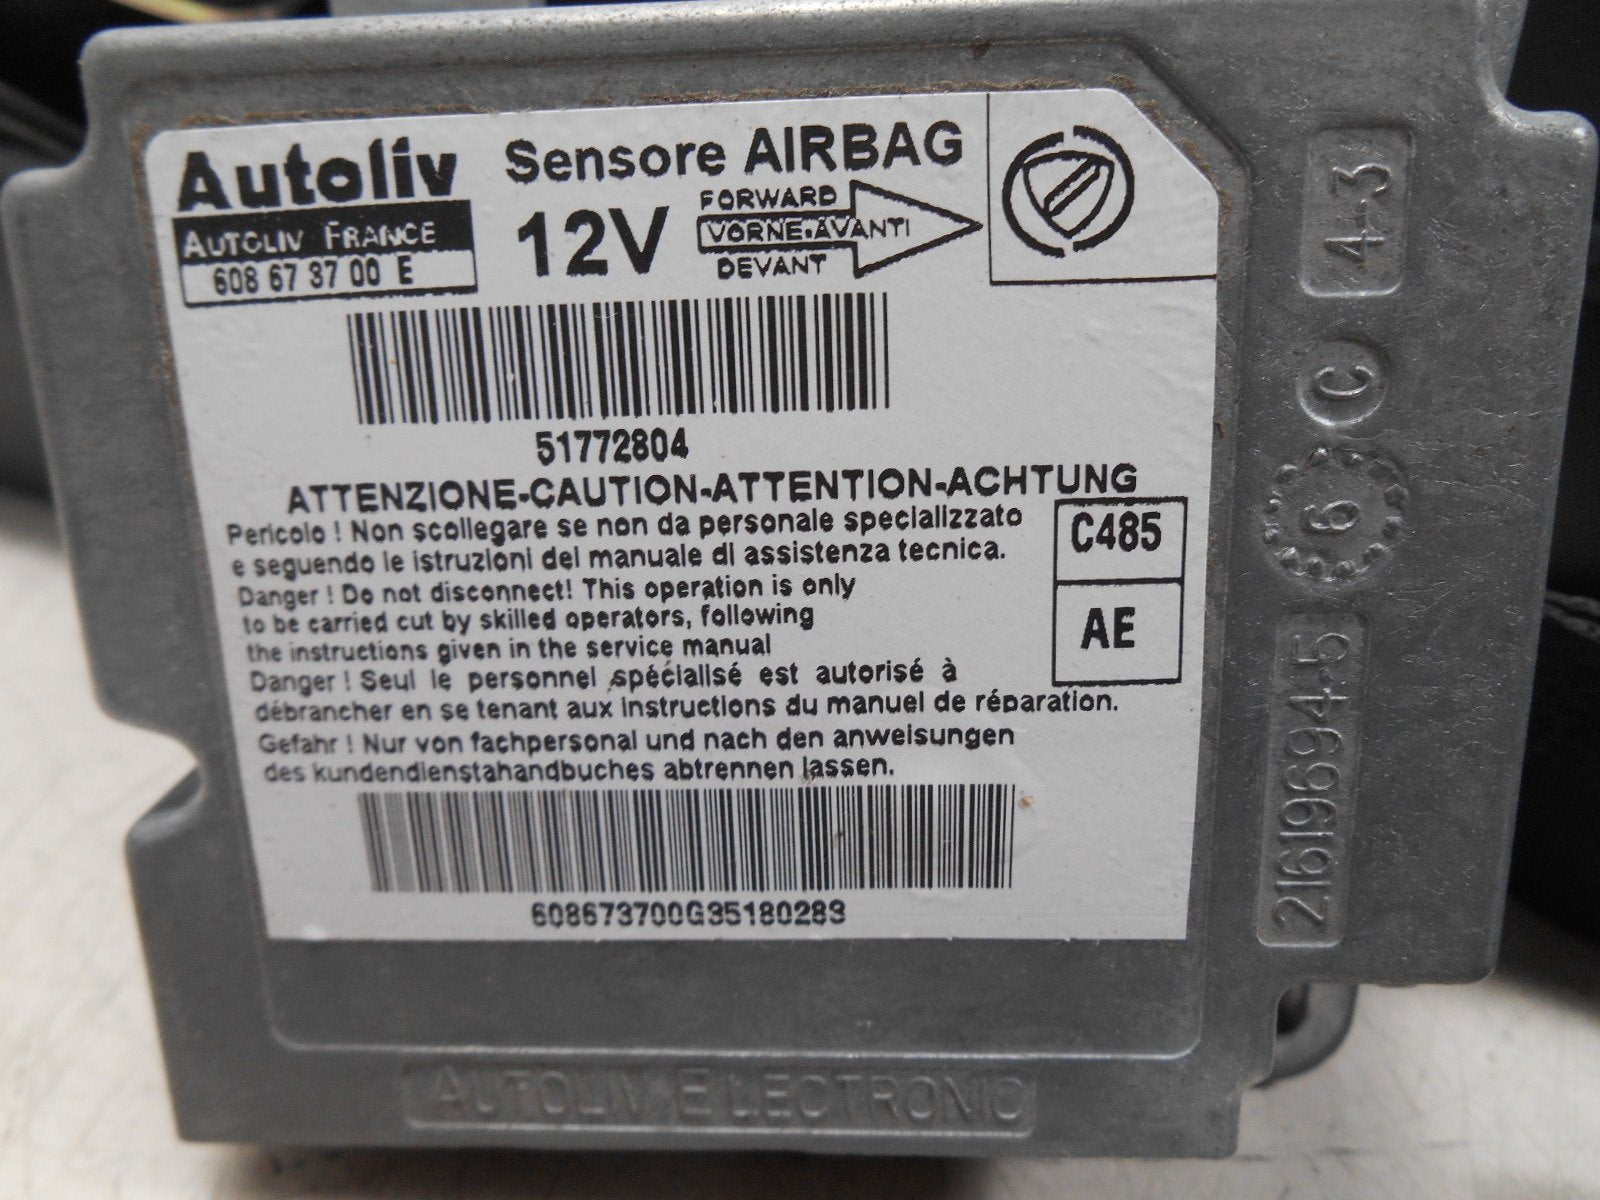 Autoliv
Sensore AIRBAG
AUTOLIV FRANCE
608 67 37 00 E
12V
FORWARD
VORNE-AVANTI
DEVANT
51772804
ATTENZIONE-CAUTION-ATTENTION-ACHTUNG
Pericolo ! Non scollegare se non da personale specializzato
e seguendo le istruzioni del manuale di assistenza tecnica.
Danger ! Do not disconnect! This operation is only
to be carried out by skilled operators, following
the instructions given in the service manual
Danger ! Seul le personnel spécialisé est autorisé à
débrancher en se tenant aux instructions du manuel de réparation.
Gefahr ! Nur von fachpersonal und nach den anweisungen
des kundendienstahandbuches abtrennen lassen.
C485
AE
608673700G35180283
43
C
6
216196945
AUTOLIV ELECTRONIC